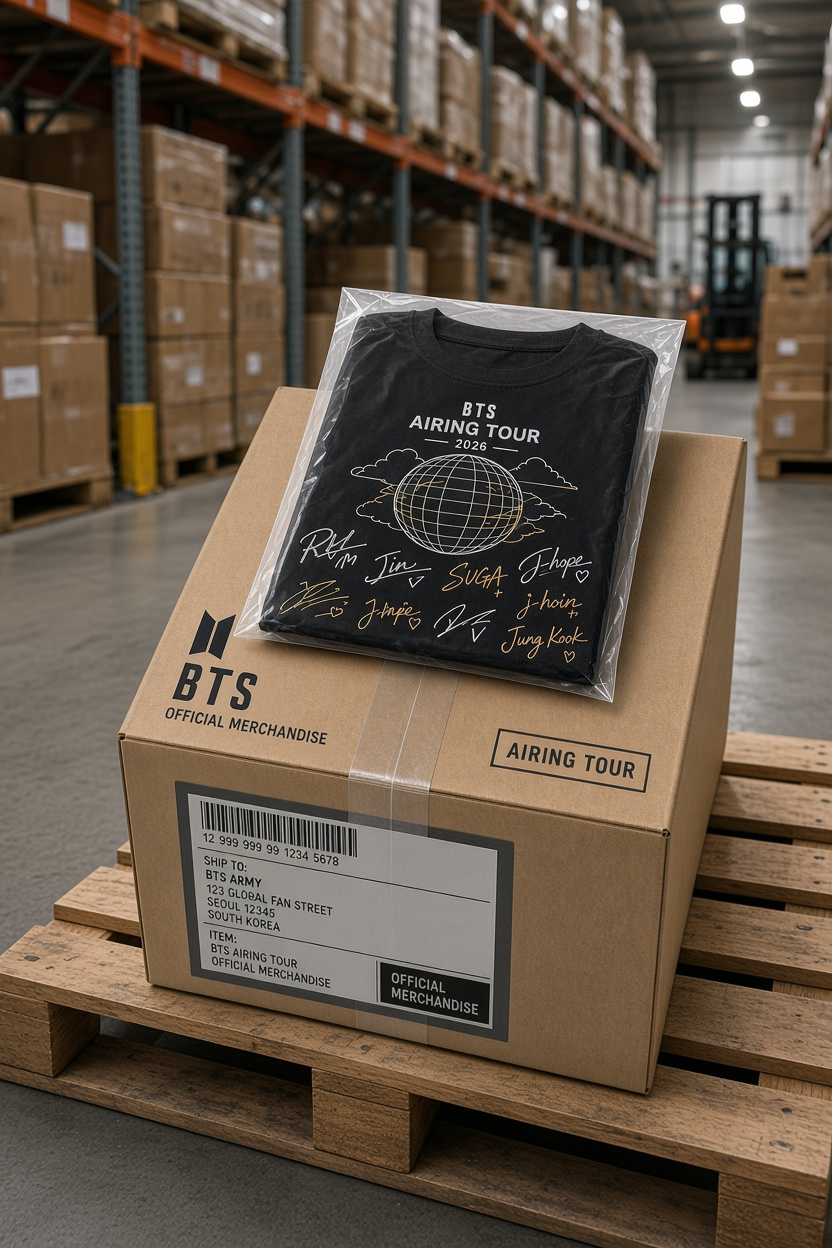 BTS
AIRING TOUR
2026
RM
Jin
SUGA
J-hope
j-hoin
Jung Kook
BTS
OFFICIAL MERCHANDISE
AIRING TOUR
12 999 999 99 1234 5678
SHIP TO:
BTS ARMY
123 GLOBAL FAN STREET
SEOUL 12345
SOUTH KOREA
ITEM:
BTS AIRING TOUR
OFFICIAL MERCHANDISE
OFFICIAL
MERCHANDISE